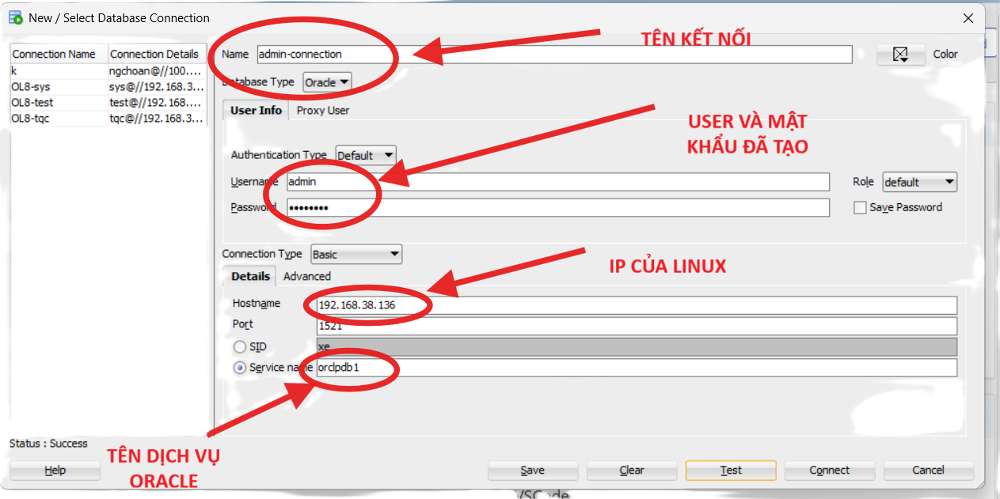 New / Select Database Connection
Connection Name Connection Details
k ngchoan@//100....
OL8-sys sys@//192.168.3...
OL8-test test@//192.168....
OL8-tqc tqc@//192.168.3...
Name admin-connection
TÊN KẾT NỐI
Color
Database Type Oracle
User Info Proxy User
USER VÀ MẬT
KHẨU ĐÃ TẠO
Authentication Type Default
Username admin
Role default
Password ••••••••
Save Password
Connection Type Basic
IP CỦA LINUX
Details Advanced
Hostname 192.168.38.136
Port 1521
SID xe
Service name orclpdb1
Status : Success
TÊN DỊCH VỤ
ORACLE
Help Save Clear Test Connect Cancel